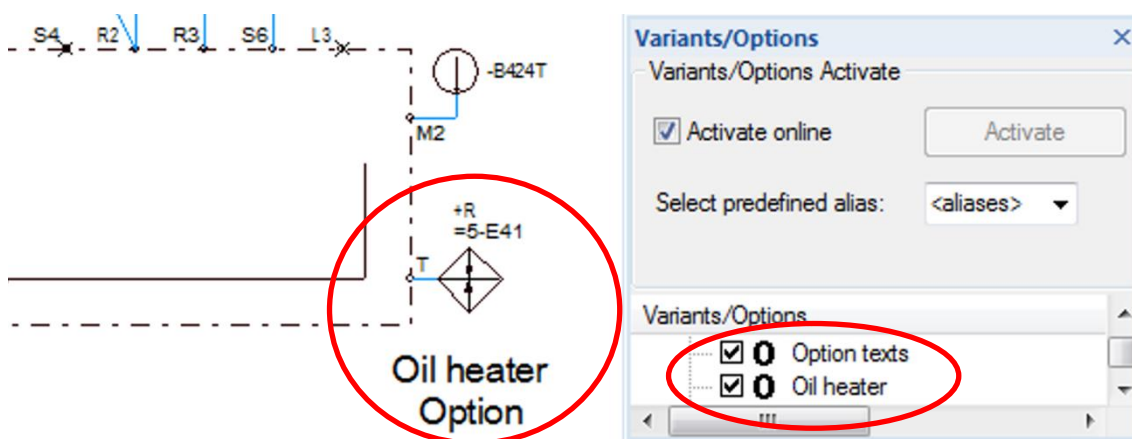 S4 R2 R3 S6 L3
-B424T
M2
+R
=5-E41
T
Oil heater
Option
Variants/Options
Variants/Options Activate
Activate online
Activate
Select predefined alias:
<aliases>
Variants/Options
O Option texts
O Oil heater